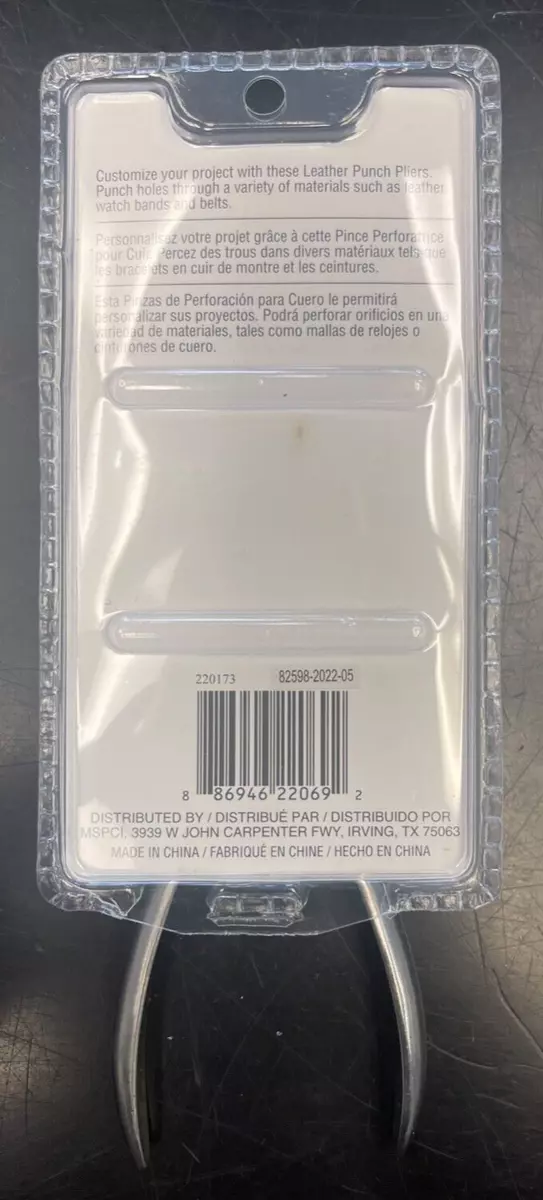 Customize your project with these Leather Punch Pliers.
Punch holes through a variety of materials such as leather
watch bands and belts.
Personnalisez votre projet grâce à cette Pince Perforatrice
pour Cuir. Percez des trous dans divers matériaux tels que
les bracelets en cuir de montre et les ceintures.
Esta Pinzas de Perforación para Cuero le permitirá
personalizar sus proyectos. Podrá perforar orificios en una
variedad de materiales, tales como mallas de relojes o
cinturones de cuero.
220173 82598-2022-05
8 86946 22069 2
DISTRIBUTED BY / DISTRIBUÉ PAR / DISTRIBUIDO POR
MSPCI, 3939 W JOHN CARPENTER FWY, IRVING, TX 75063
MADE IN CHINA / FABRIQUÉ EN CHINE / HECHO EN CHINA